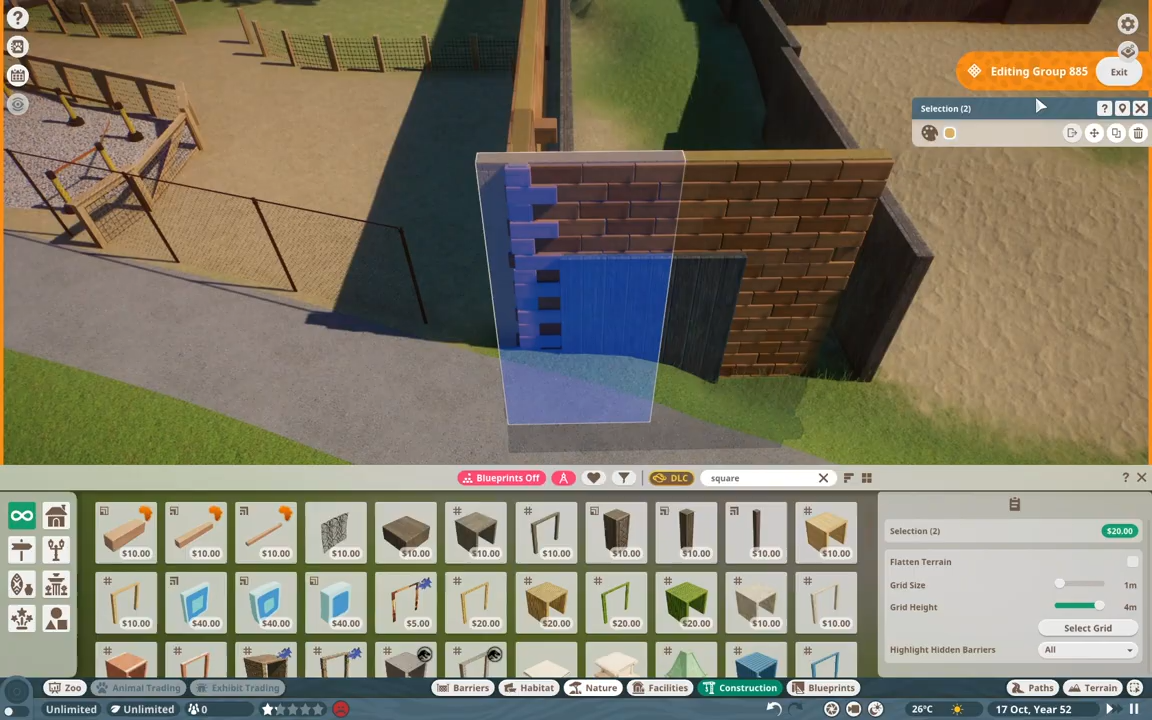 ?
Editing Group 885
Exit
Selection (2)
?
Blueprints Off
DLC
square
?
$10.00 $10.00 $10.00 $10.00 $10.00 $10.00 $10.00 $10.00 $10.00 $10.00 $10.00
$10.00 $40.00 $40.00 $40.00 $5.00 $20.00 $20.00 $20.00 $20.00 $10.00 $10.00
Selection (2)
$20.00
Flatten Terrain
Grid Size
1m
Grid Height
4m
Select Grid
Highlight Hidden Barriers
All
Zoo
Animal Trading
Exhibit Trading
Barriers
Habitat
Nature
Facilities
Construction
Blueprints
Paths
Terrain
Unlimited
Unlimited
0
26°C
17 Oct, Year 52